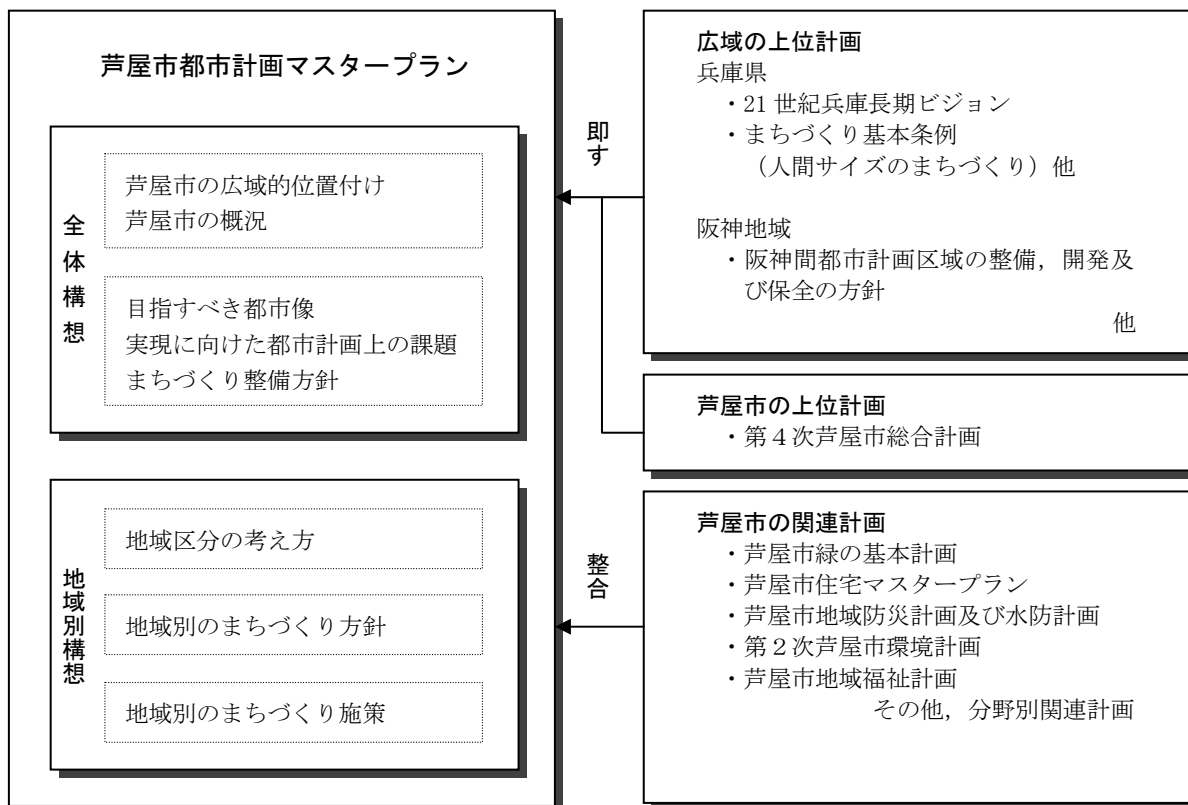 芦屋市都市計画マスタープラン
全体構想
芦屋市の広域的位置付け
芦屋市の概況
目指すべき都市像
実現に向けた都市計画上の課題
まちづくり整備方針
地域別構想
地域区分の考え方
地域別のまちづくり方針
地域別のまちづくり施策
即す
整合
広域の上位計画
兵庫県
・21 世紀兵庫長期ビジョン
・まちづくり基本条例
（人間サイズのまちづくり）他
阪神地域
・阪神間都市計画区域の整備，開発及
び保全の方針
他
芦屋市の上位計画
・第４次芦屋市総合計画
芦屋市の関連計画
・芦屋市緑の基本計画
・芦屋市住宅マスタープラン
・芦屋市地域防災計画及び水防計画
・第２次芦屋市環境計画
・芦屋市地域福祉計画
その他，分野別関連計画